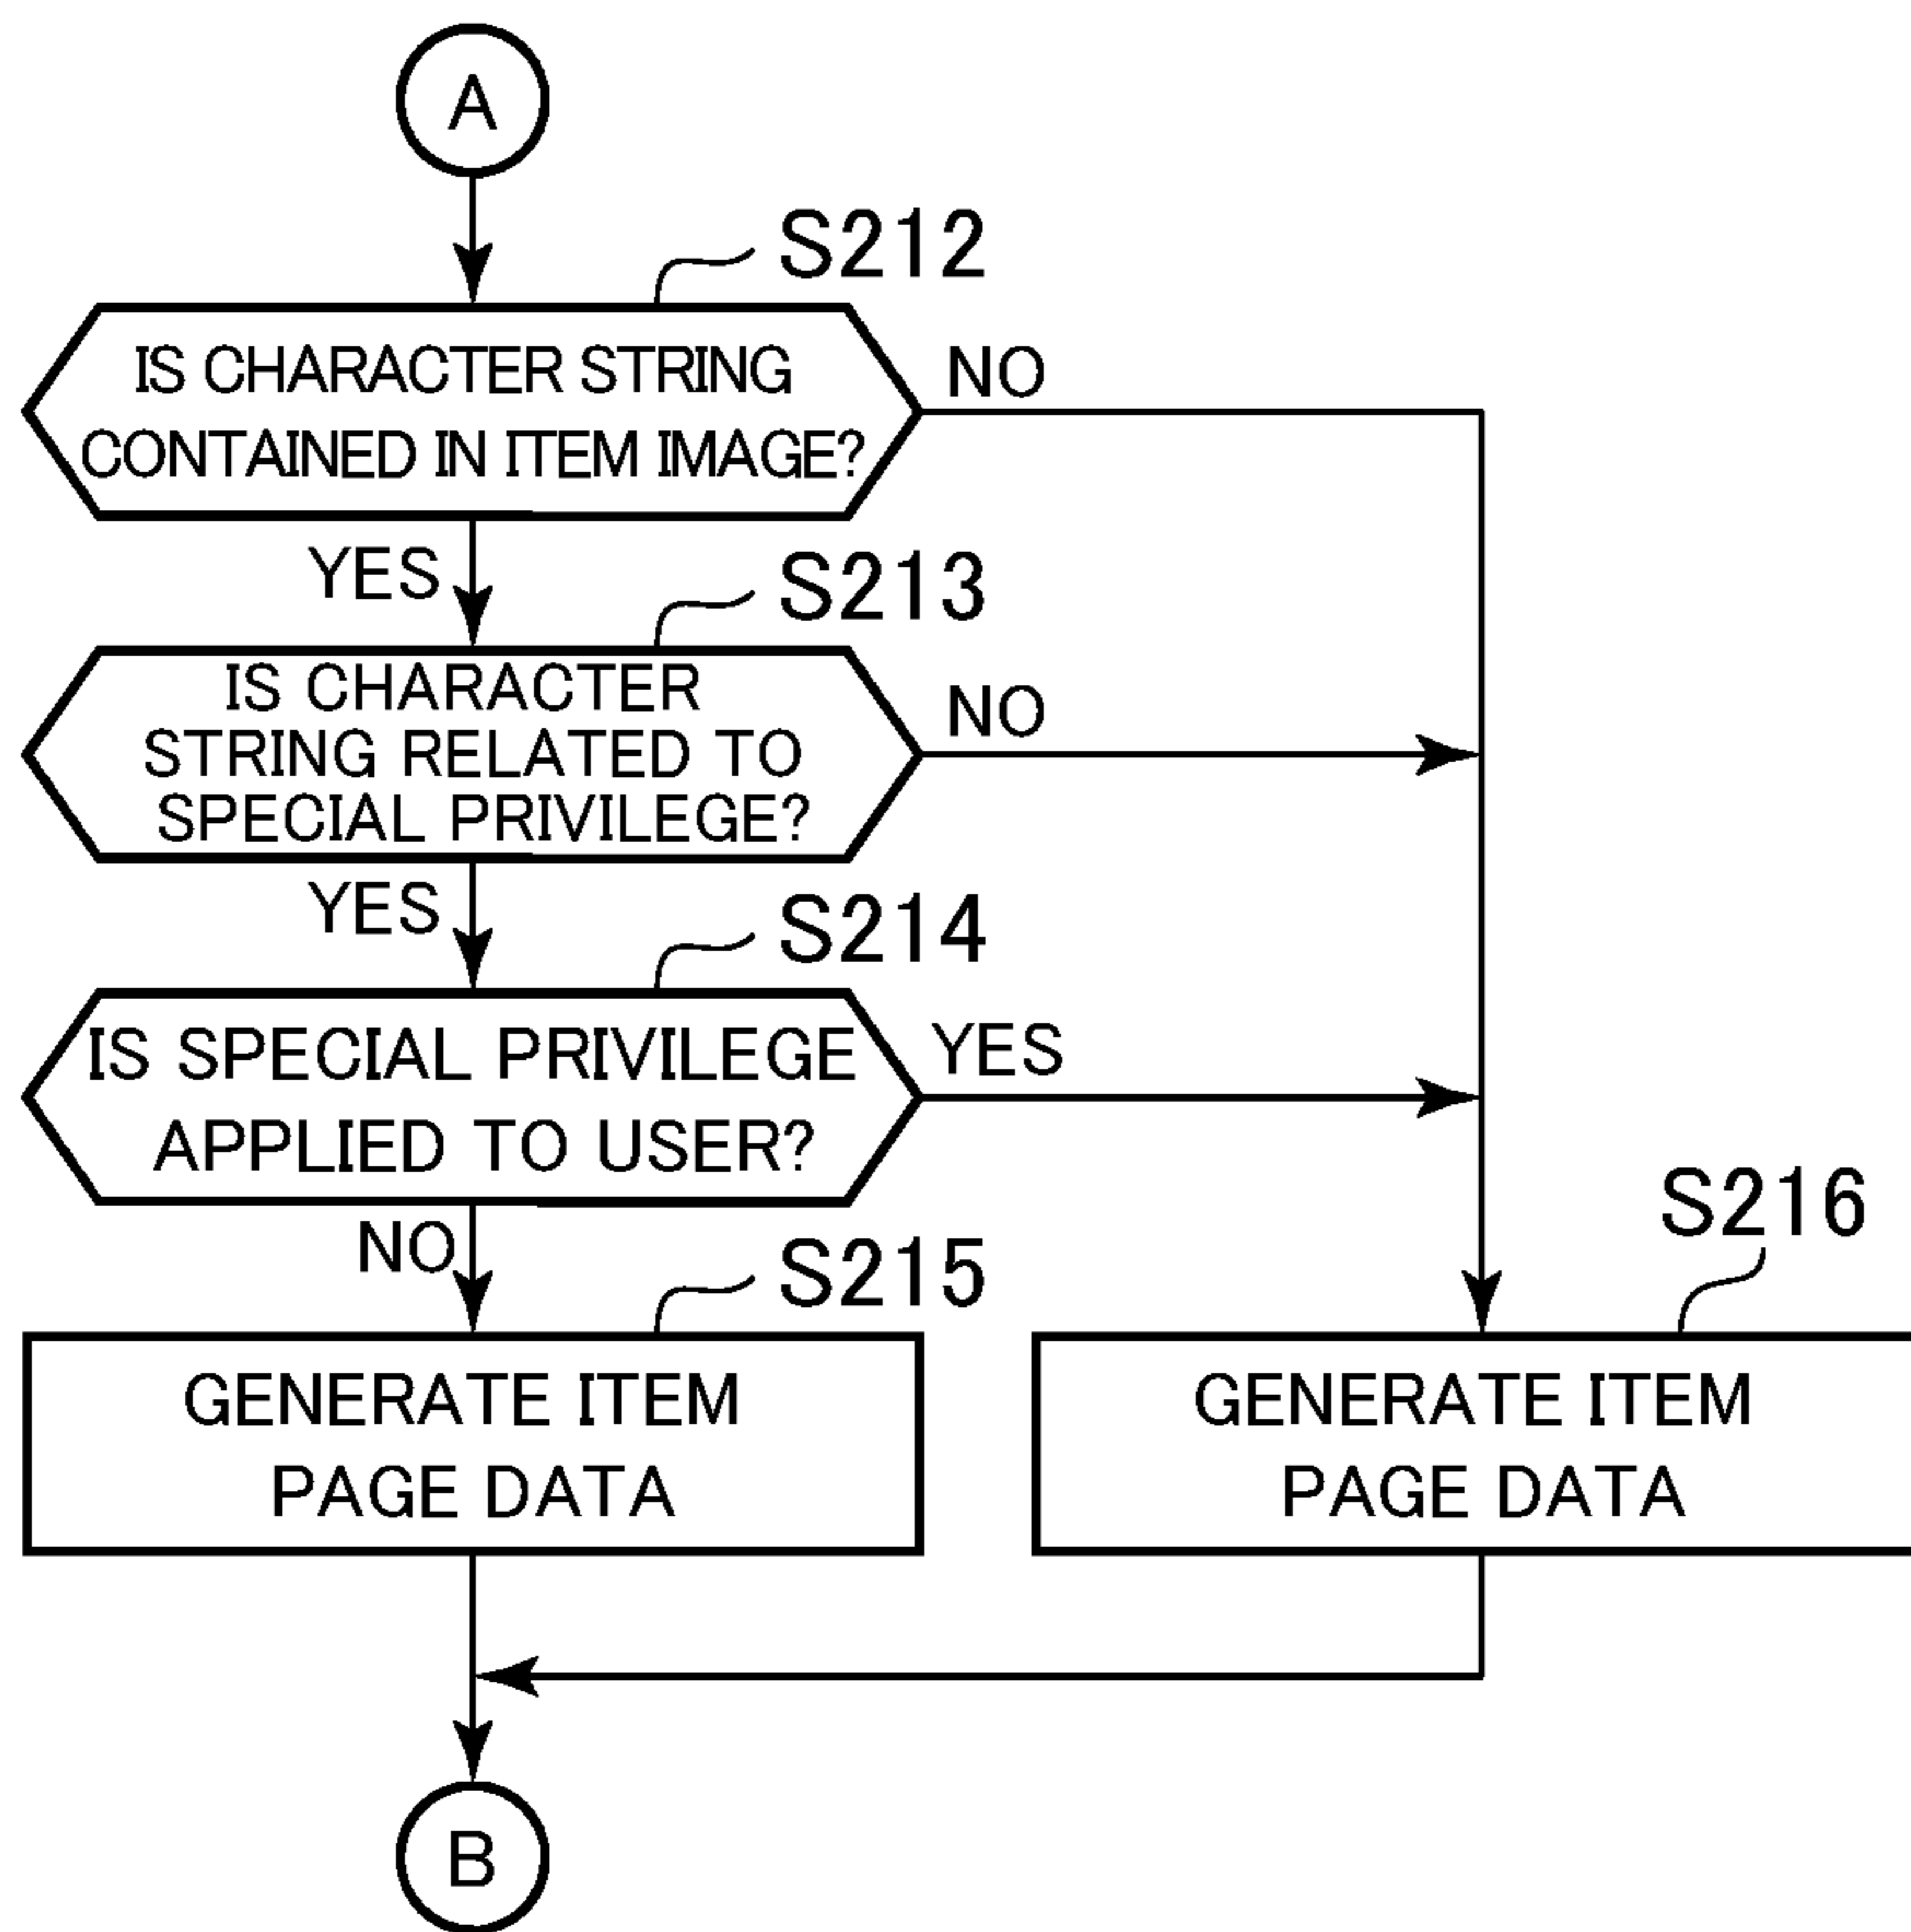 A
S212
IS CHARACTER STRING
CONTAINED IN ITEM IMAGE?
NO
YES
S213
IS CHARACTER
STRING RELATED TO
SPECIAL PRIVILEGE?
NO
YES
S214
IS SPECIAL PRIVILEGE
APPLIED TO USER?
YES
NO
S215
S216
GENERATE ITEM
PAGE DATA
GENERATE ITEM
PAGE DATA
B